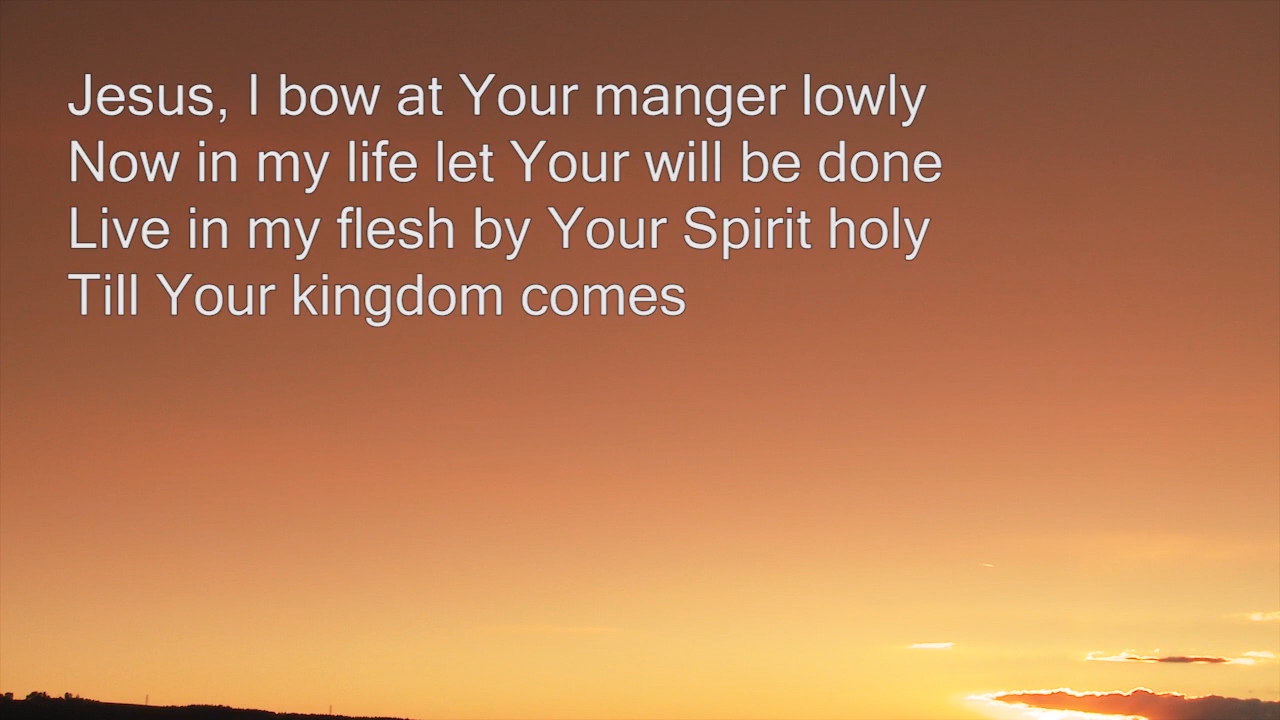 Jesus, I bow at Your manger lowly
Now in my life let Your will be done
Live in my flesh by Your Spirit holy
Till Your kingdom comes